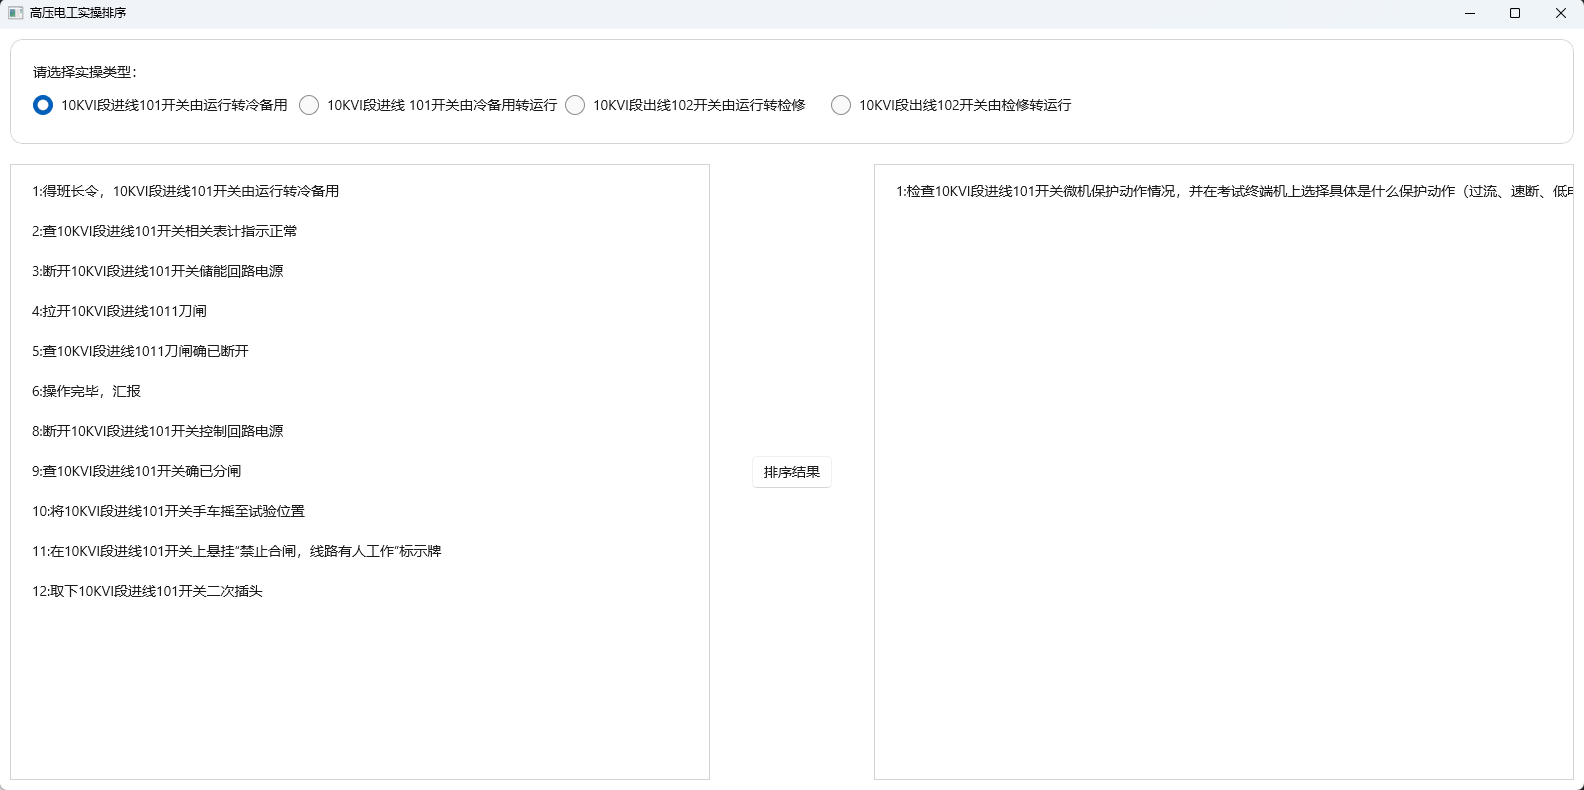 高压电工实操排序
请选择实操类型：
10KVI段进线101开关由运行转冷备用
10KVI段进线 101开关由冷备用转运行
10KVI段出线102开关由运行转检修
10KVI段出线102开关由检修转运行
1:得班长令，10KVI段进线101开关由运行转冷备用
2:查10KVI段进线101开关相关表计指示正常
3:断开10KVI段进线101开关储能回路电源
4:拉开10KVI段进线1011刀闸
5:查10KVI段进线1011刀闸确已断开
6:操作完毕，汇报
8:断开10KVI段进线101开关控制回路电源
9:查10KVI段进线101开关确已分闸
10:将10KVI段进线101开关手车摇至试验位置
11:在10KVI段进线101开关上悬挂"禁止合闸，线路有人工作"标示牌
12:取下10KVI段进线101开关二次插头
排序结果
1:检查10KVI段进线101开关微机保护动作情况，并在考试终端机上选择具体是什么保护动作（过流、速断、低